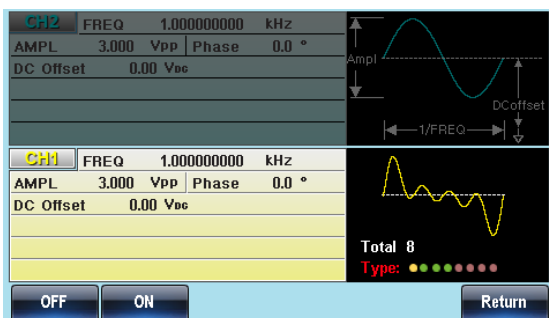 CH2 FREQ 1.000000000 kHz
AMPL 3.000 Vpp Phase 0.0 °
DC Offset 0.00 VDC
Ampl
DCoffset
1/FREQ
CH1 FREQ 1.000000000 kHz
AMPL 3.000 Vpp Phase 0.0 °
DC Offset 0.00 VDC
Total 8
Type:
OFF ON Return